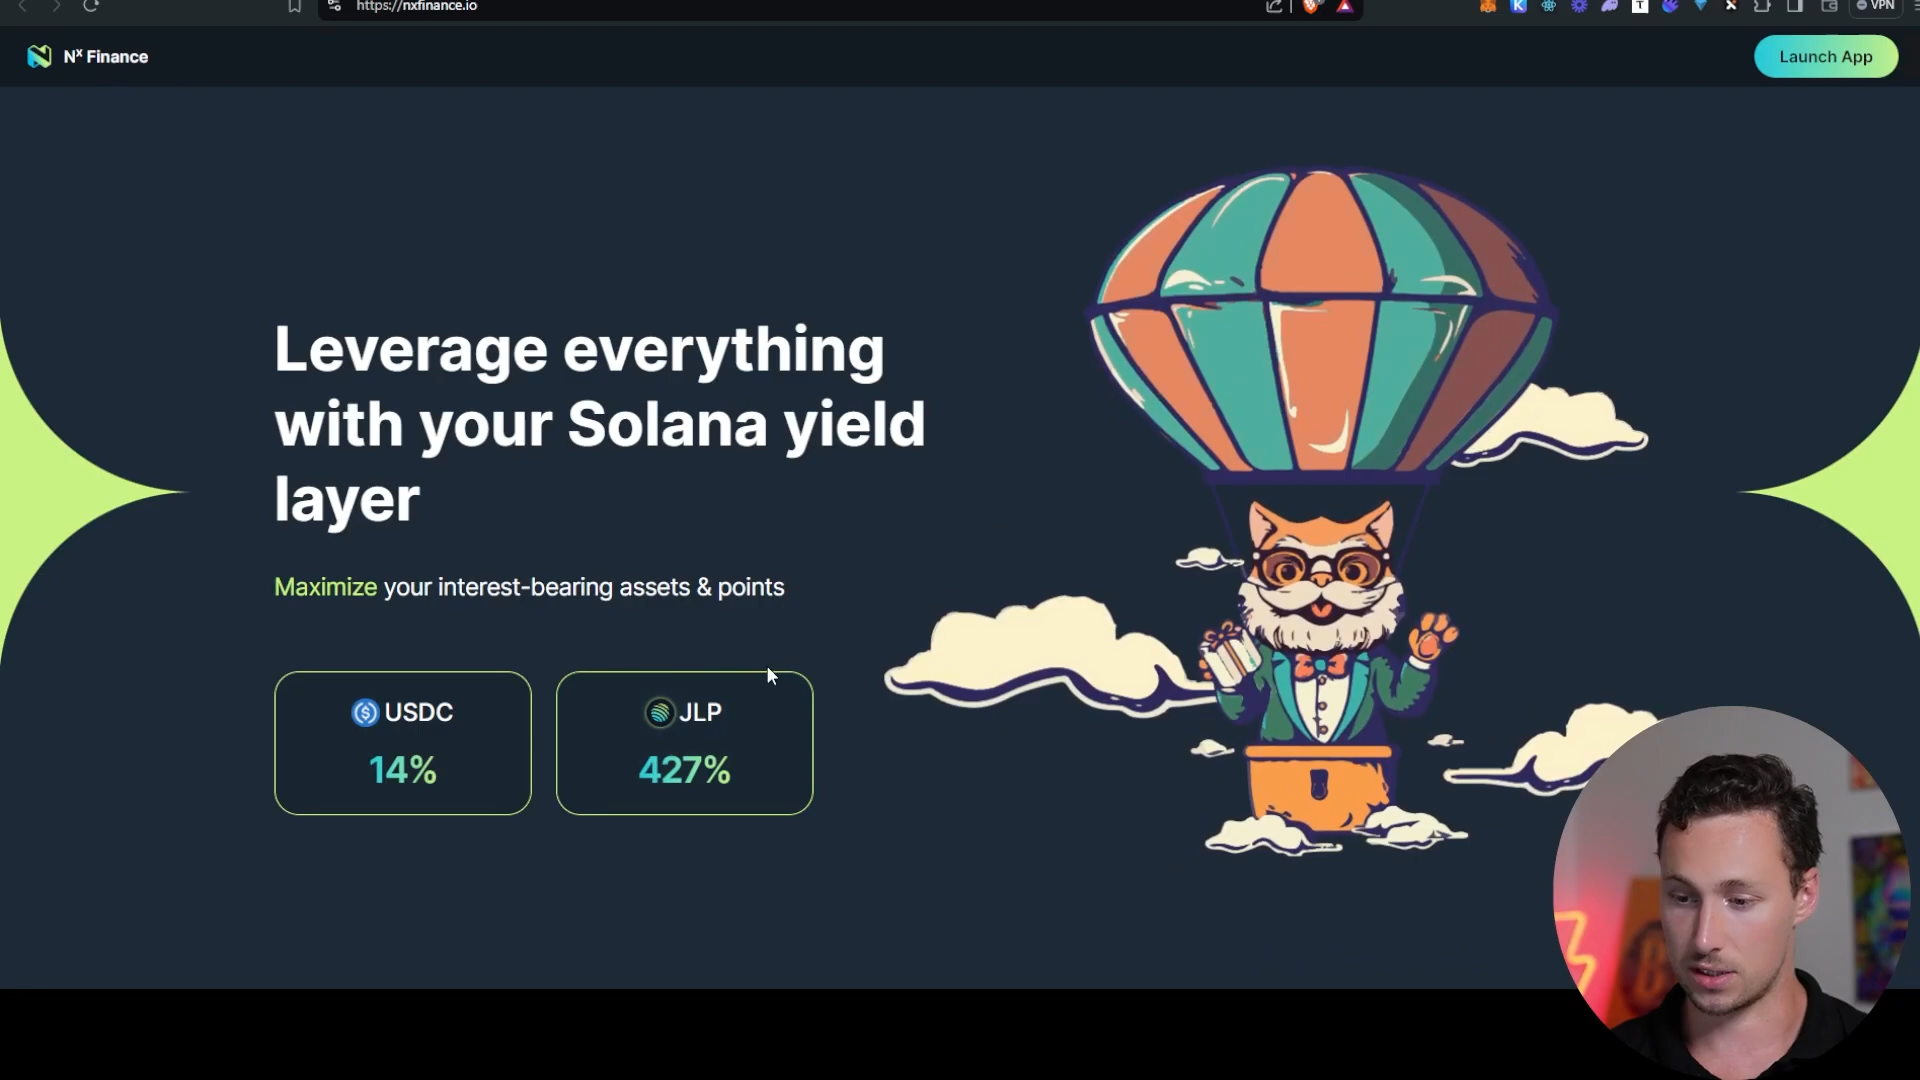 https://nxfinance.io
VPN
Nx Finance
Launch App
Leverage everything
with your Solana yield
layer
Maximize your interest-bearing assets & points
USDC
JLP
14%
427%